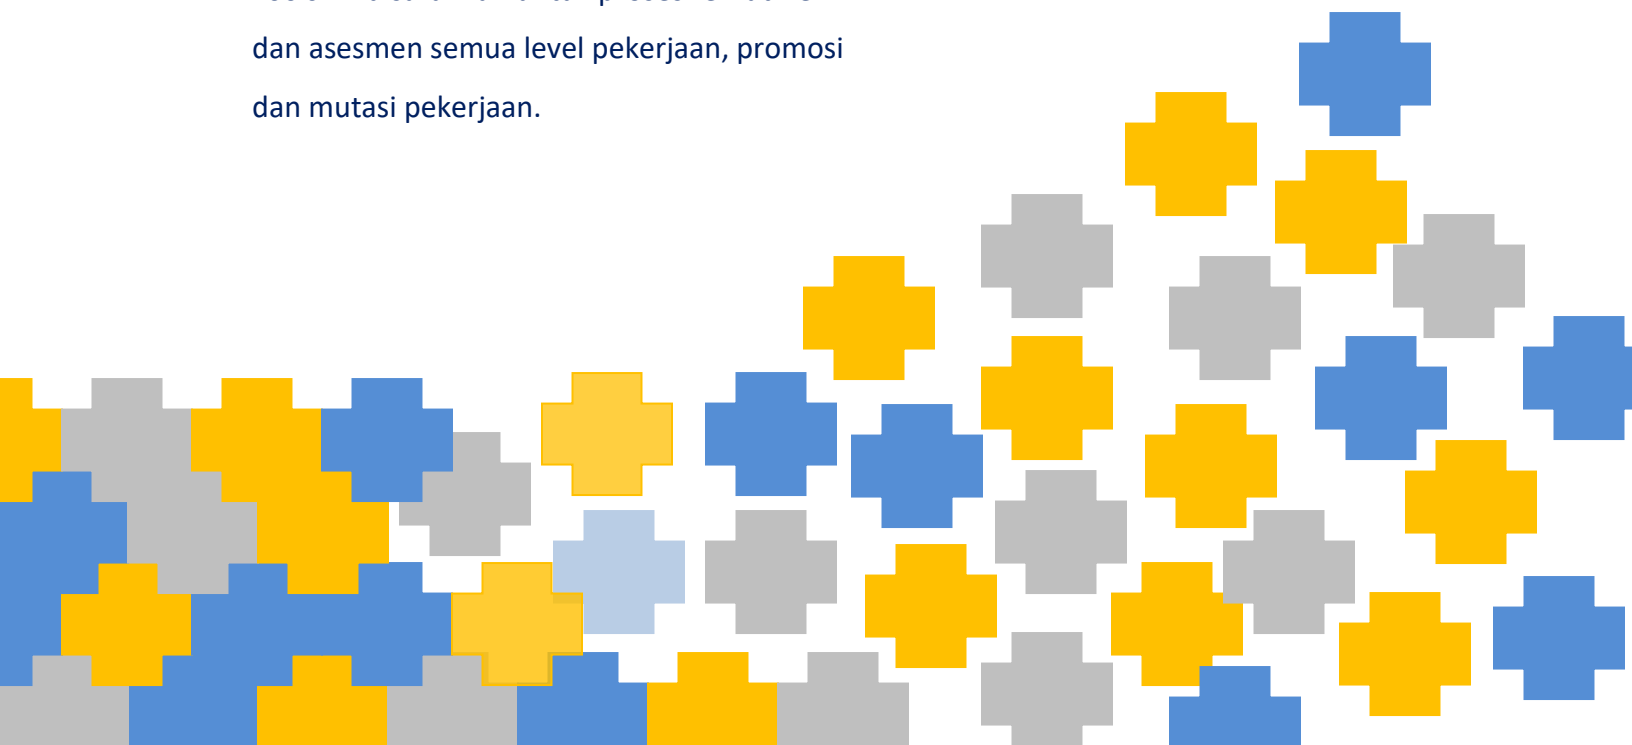 dan asesmen semua level pekerjaan, promosi
dan mutasi pekerjaan.